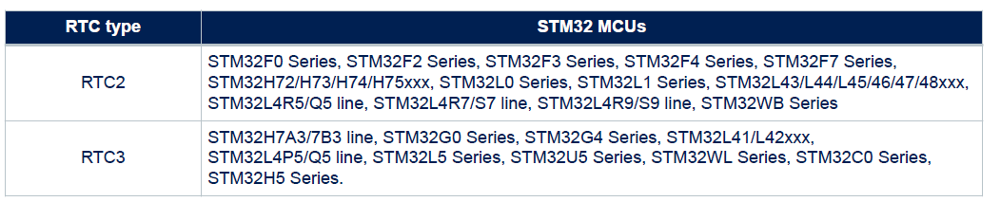 RTC type
STM32 MCUs
RTC2
STM32F0 Series, STM32F2 Series, STM32F3 Series, STM32F4 Series, STM32F7 Series,
STM32H72/H73/H74/H75xxx, STM32L0 Series, STM32L1 Series, STM32L43/L44/L45/46/47/48xxx,
STM32L4R5/Q5 line, STM32L4R7/S7 line, STM32L4R9/S9 line, STM32WB Series
RTC3
STM32H7A3/7B3 line, STM32G0 Series, STM32G4 Series, STM32L41/L42xxx,
STM32L4P5/Q5 line, STM32L5 Series, STM32U5 Series, STM32WL Series, STM32C0 Series,
STM32H5 Series.